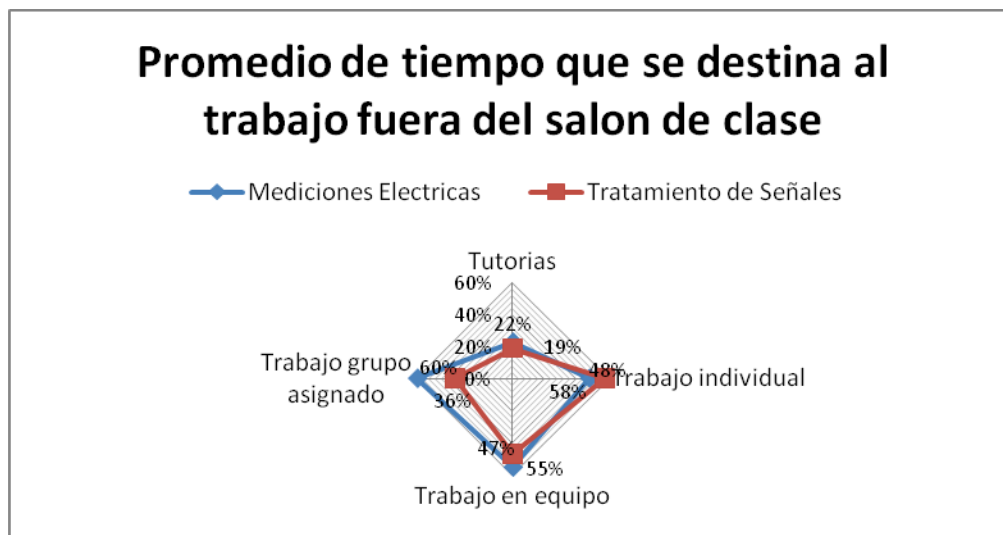 Promedio de tiempo que se destina al
trabajo fuera del salon de clase
Mediciones Electricas
Tratamiento de Señales
Tutorias
60%
40%
22%
20%
19%
Trabajo grupo
asignado
60%
0%
48%
Trabajo individual
36%
58%
47%
55%
Trabajo en equipo